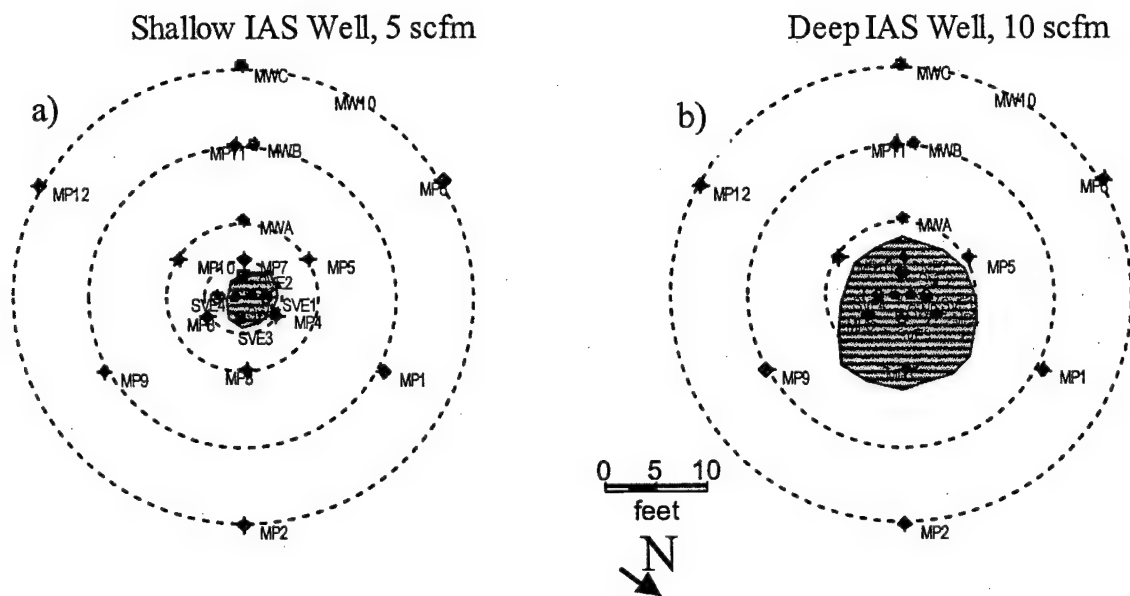 Shallow IAS Well, 5 scfm
Deep IAS Well, 10 scfm
a)
MWC
MW10
MP11
MWB
MP12
MP6
MWA
MP10
MP7
MP5
SVE2
SVE4
SVE1
MP4
SVE3
MP9
MP1
MP2
b)
MWC
MW10
MP11
MWB
MP12
MP6
MWA
MP5
MP9
MP1
MP2
0 5 10
feet
N